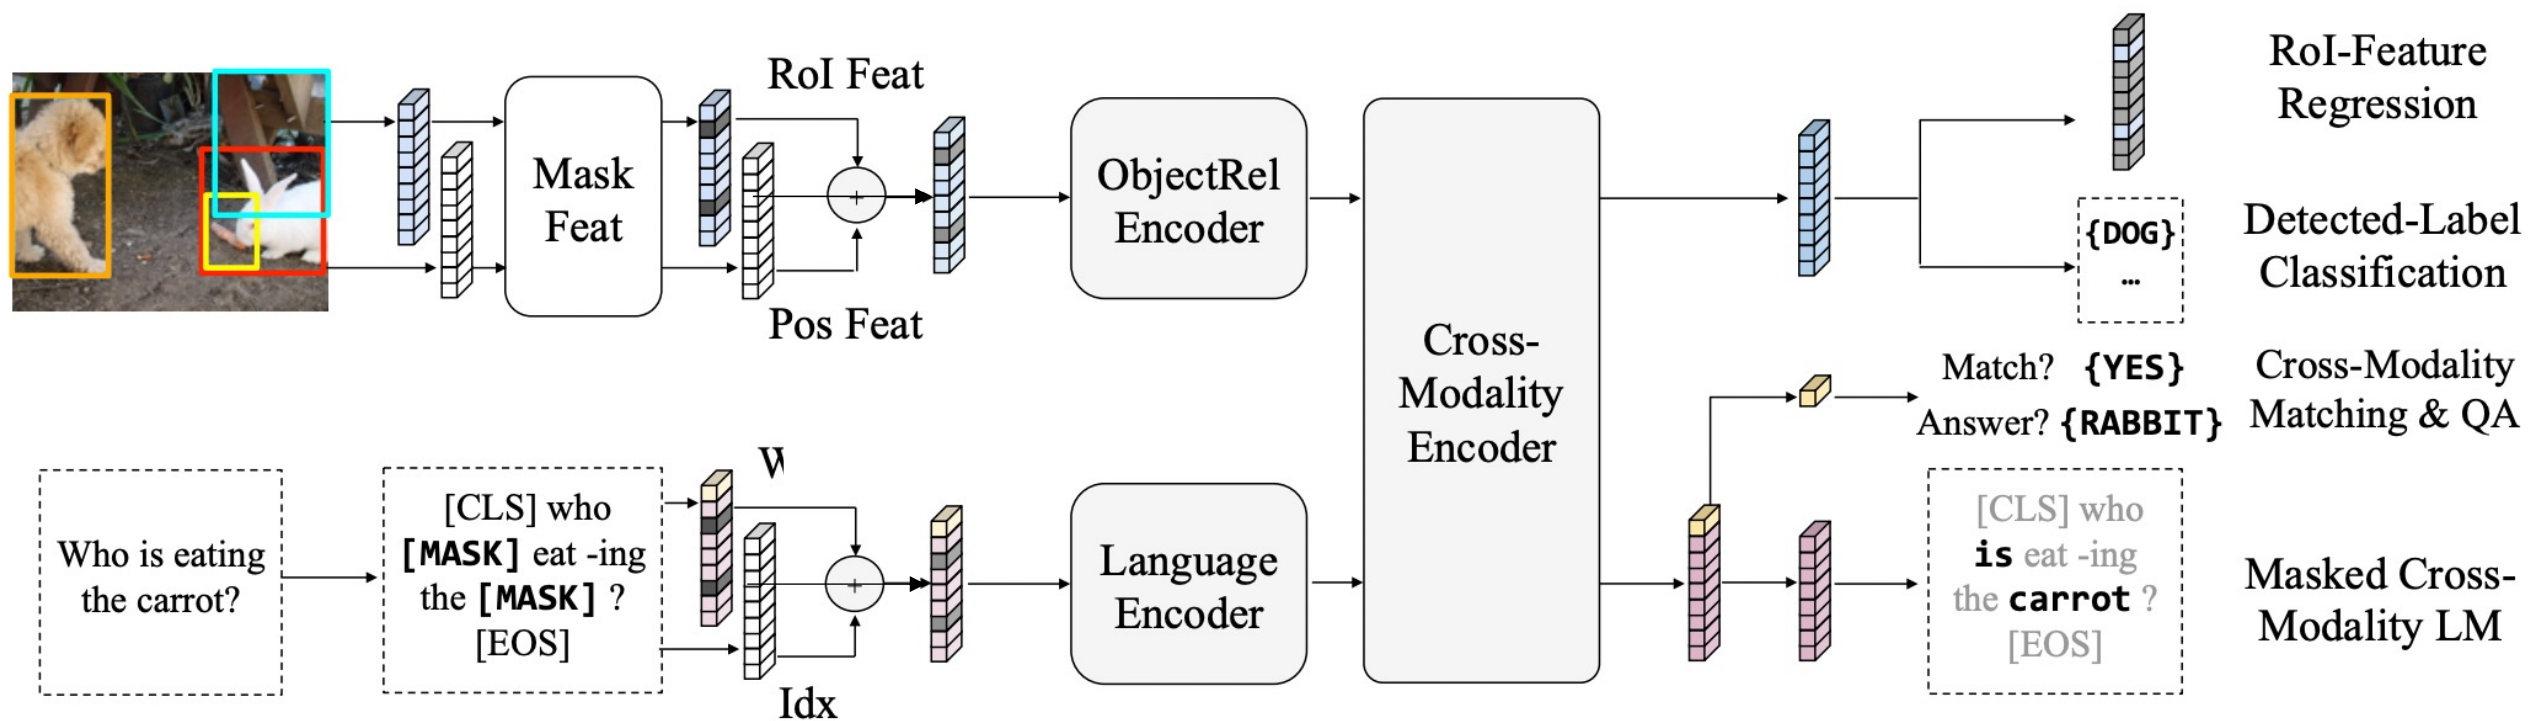 RoI Feat
Mask
Feat
Pos Feat
ObjectRel
Encoder
Cross-
Modality
Encoder
RoI-Feature
Regression
{DOG}
...
Detected-Label
Classification
Match? {YES}
Answer? {RABBIT}
Cross-Modality
Matching & QA
Who is eating
the carrot?
[CLS] who
[MASK] eat -ing
the [MASK] ?
[EOS]
Idx
Language
Encoder
[CLS] who
is eat -ing
the carrot ?
[EOS]
Masked Cross-
Modality LM